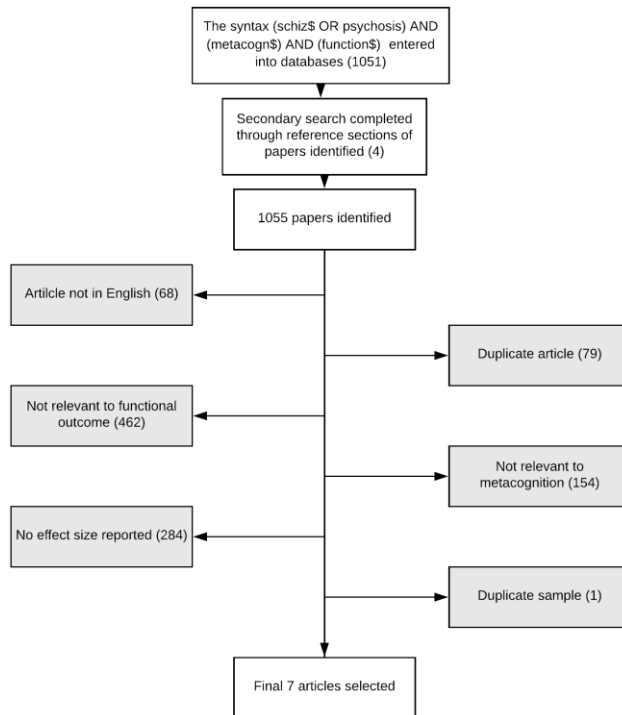 The syntax (schiz$ OR psychosis) AND
(metacogn$) AND (function$) entered
into databases (1051)
Secondary search completed
through reference sections of
papers identified (4)
1055 papers identified
Artilcle not in English (68)
Duplicate article (79)
Not relevant to functional
outcome (462)
Not relevant to
metacognition (154)
No effect size reported (284)
Duplicate sample (1)
Final 7 articles selected